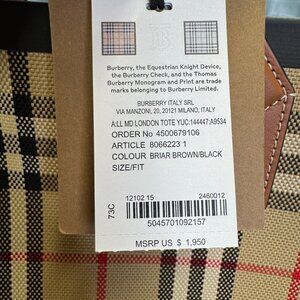 Burberry, the Equestrian Knight Device,
the Burberry Check, and the Thomas
Burberry Monogram and Print are trade
marks belonging to Burberry Limited.
BURBERRY ITALY SRL
VIA MANZONI, 20, 20121 MILANO, ITALY
A:LL MD LONDON TOTE YUC:144447:A9534
ORDER No 4500679106
ARTICLE 8066223 1
COLOUR BRIAR BROWN/BLACK
SIZE/FIT
73C
12102 15 2460012
5045701092157
MSRP US $ 1,950